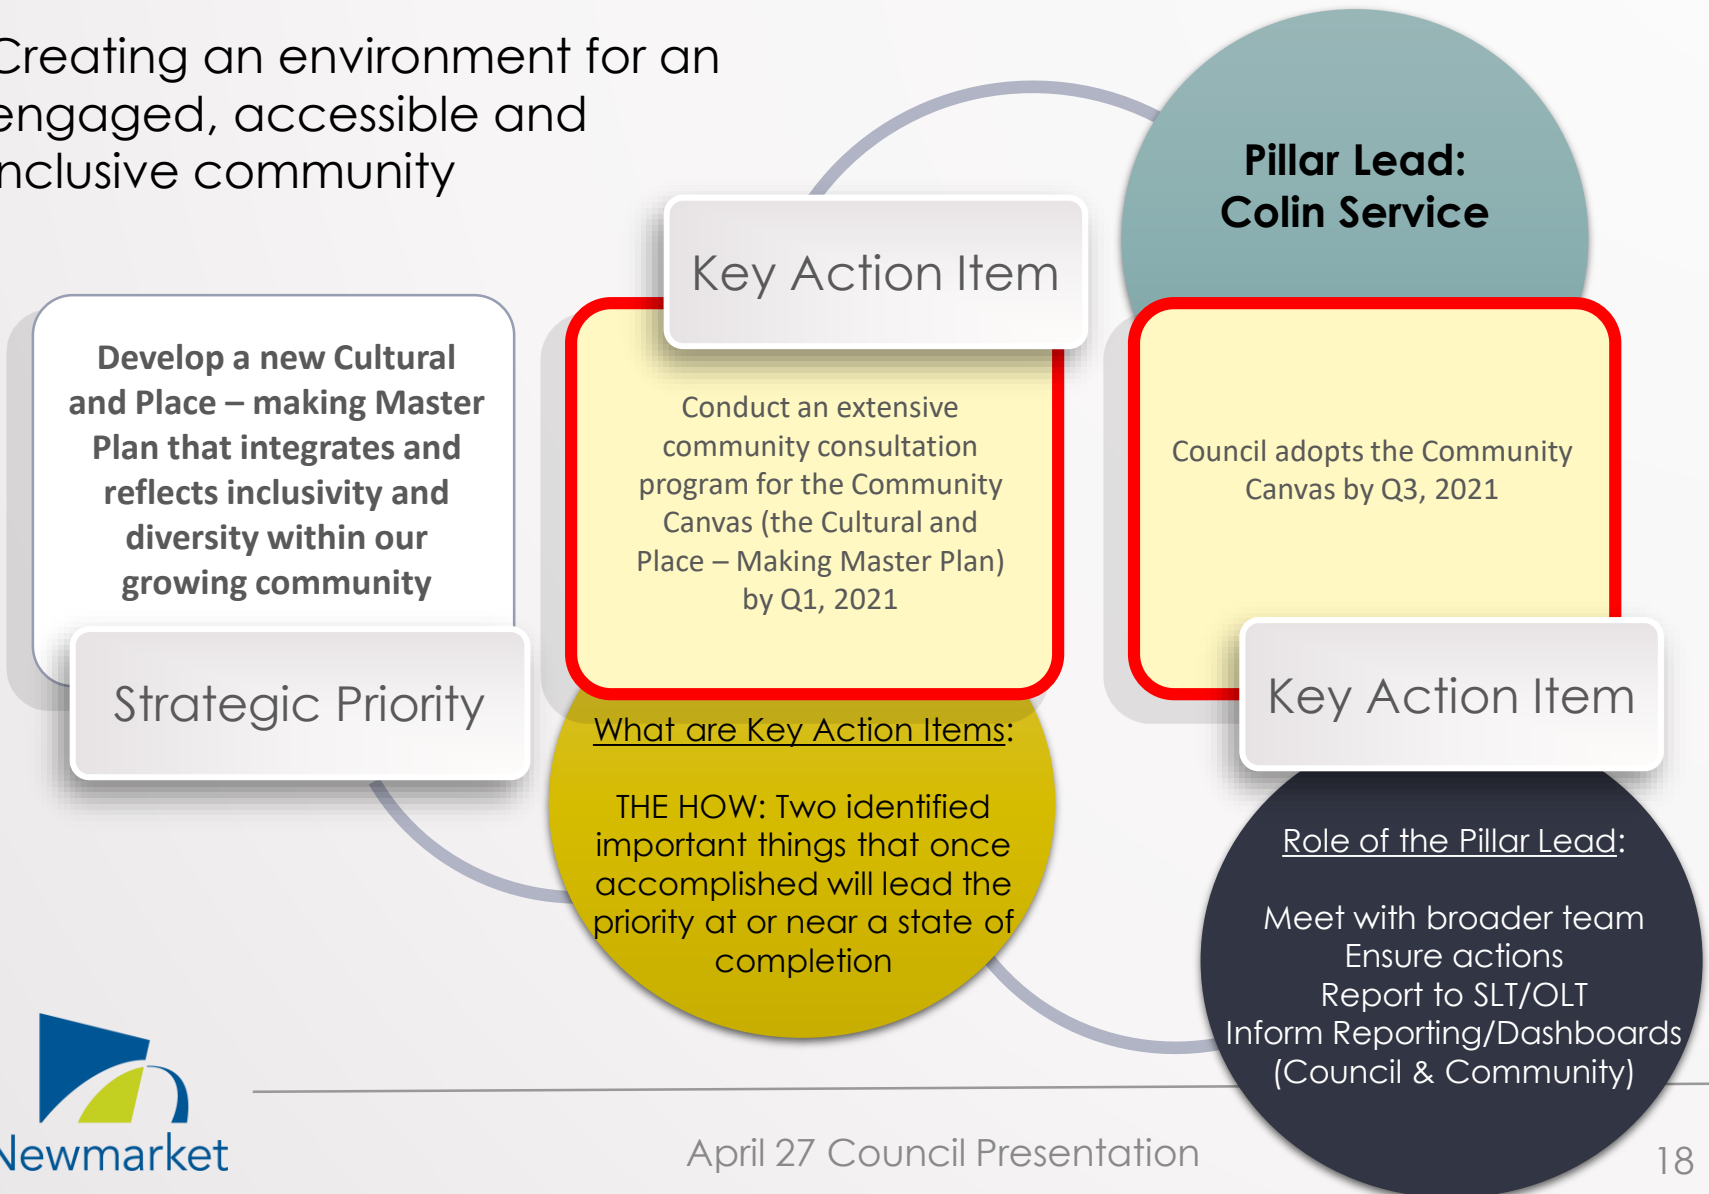 Creating an environment for an
engaged, accessible and
inclusive community
Pillar Lead:
Colin Service
Key Action Item
Develop a new Cultural
and Place – making Master
Plan that integrates and
reflects inclusivity and
diversity within our
growing community
Strategic Priority
Conduct an extensive
community consultation
program for the Community
Canvas (the Cultural and
Place – Making Master Plan)
by Q1, 2021
Council adopts the Community
Canvas by Q3, 2021
Key Action Item
What are Key Action Items:
THE HOW: Two identified
important things that once
accomplished will lead the
priority at or near a state of
completion
Role of the Pillar Lead:
Meet with broader team
Ensure actions
Report to SLT/OLT
Inform Reporting/Dashboards
(Council & Community)
Newmarket
April 27 Council Presentation
18